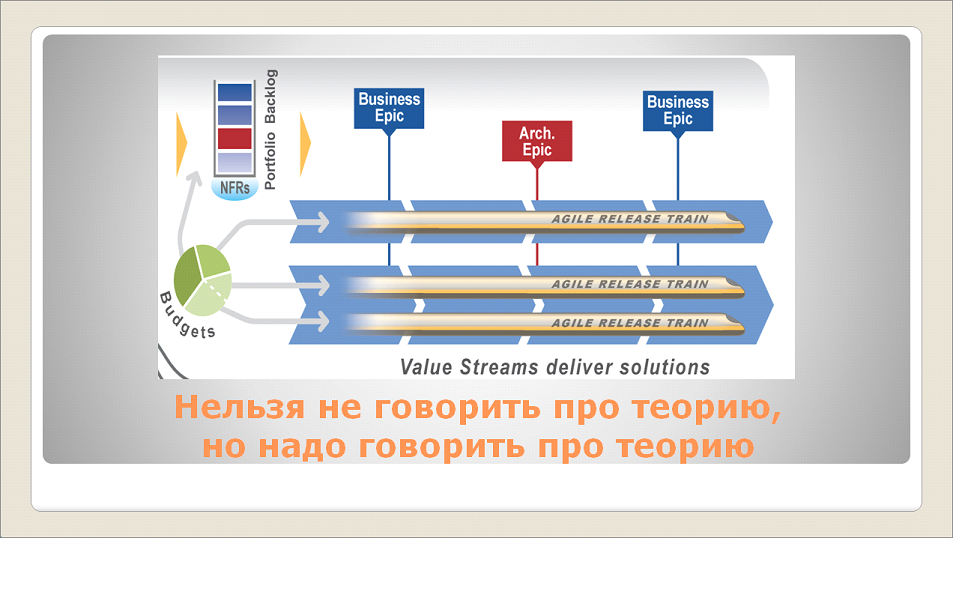 Portfolio Backlog
NFRs
Budgets
Business
Epic
Arch.
Epic
Business
Epic
AGILE RELEASE TRAIN
AGILE RELEASE TRAIN
AGILE RELEASE TRAIN
Value Streams deliver solutions
Нельзя не говорить про теорию,
но надо говорить про теорию